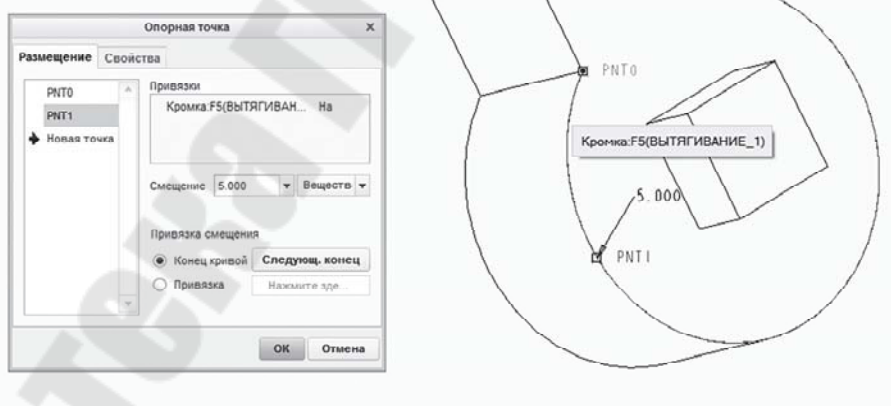 Опорная точка x
Размещение Свойства
PNT0
PNT1
Новая точка
Привязки
Кромка:F5(ВЫТЯГИВАН... На
Смещение 5.000 Веществ
Привязка смещения
Конец кривой Следующ. конец
Привязка Нажмите зде...
ОК Отмена
PNT0
Кромка:F5(ВЫТЯГИВАНИЕ_1)
5.000
PNT1